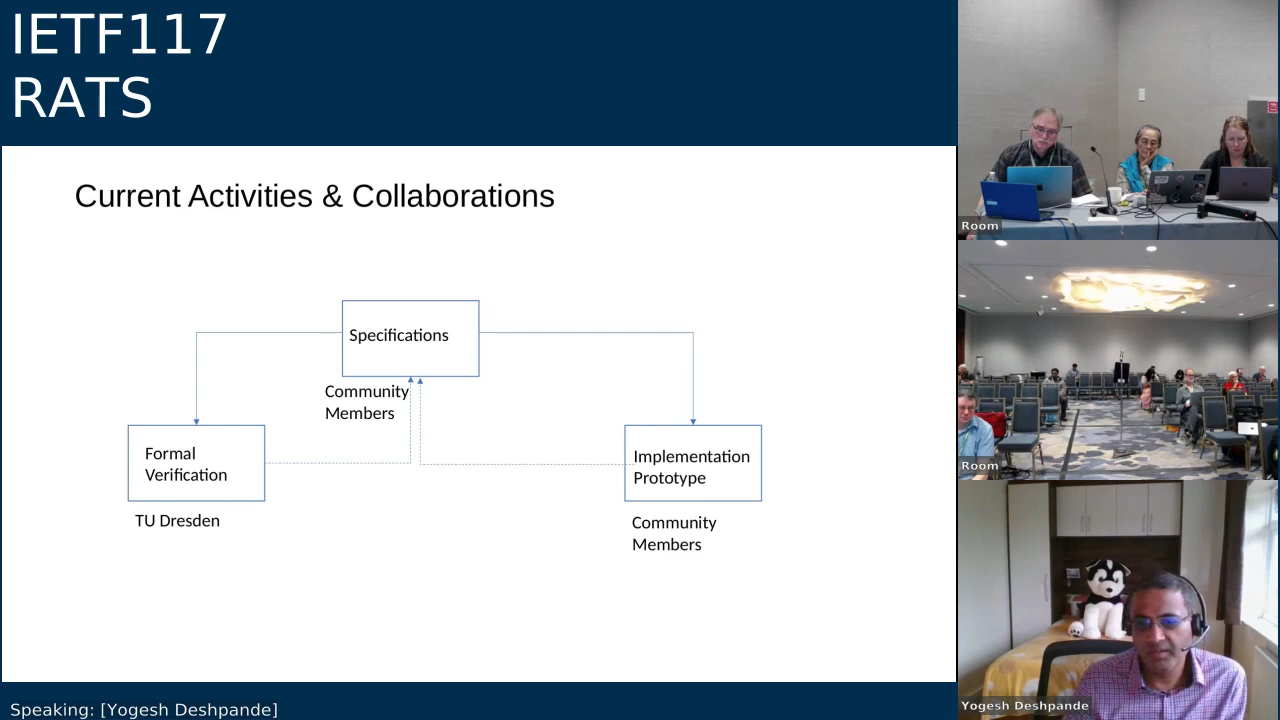 IETF117
RATS
Current Activities & Collaborations
Specifications
Community
Members
Formal
Verification
TU Dresden
Implementation
Prototype
Community
Members
Speaking: [Yogesh Deshpande]
Room
Room
Yogesh Deshpande